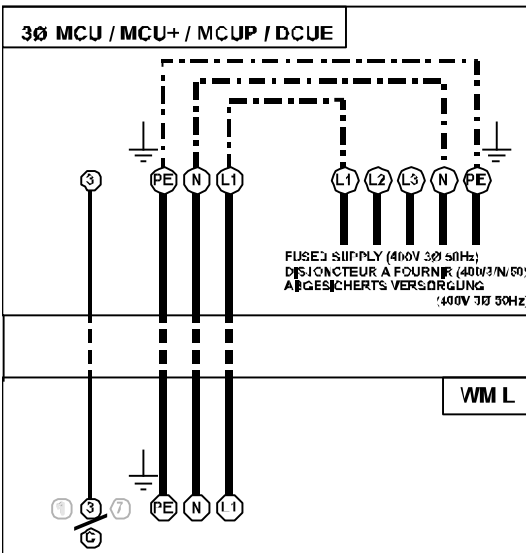 3Ø MCU / MCU+ / MCUP / DCUE
3 PE N L1 L1 L2 L3 N PE
FUSED SUPPLY (400V 3Ø 50Hz)
DISJONCTEUR A FOURNIR (400/3/N/50)
ABGESICHERTS VERSORGUNG
(400V 3Ø 50Hz)
WM L
3 7 PE N L1
C